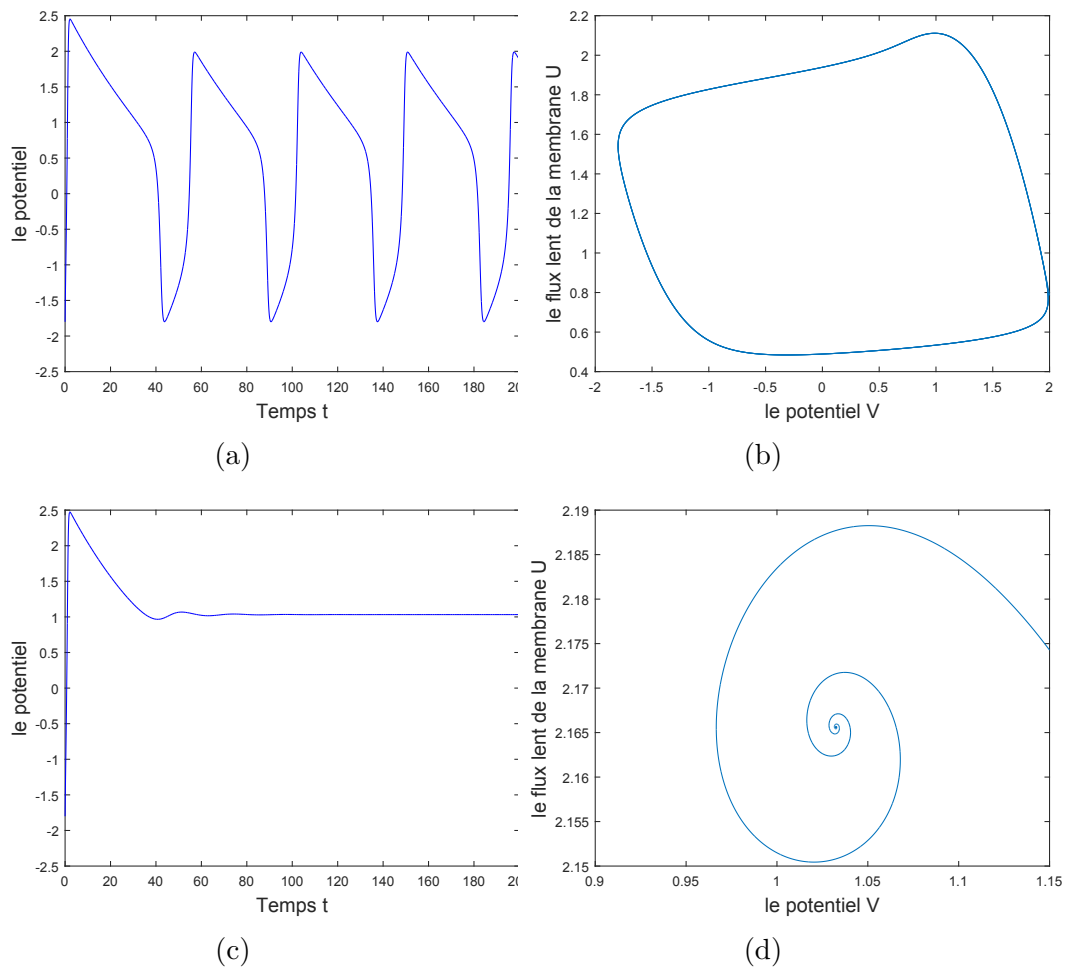 2.5
2
1.5
1
0.5
0
-0.5
-1
-1.5
-2
-2.5
le potentiel
0 20 40 60 80 100 120 140 160 180 200
Temps t
(a)
2.2
2
1.8
1.6
1.4
1.2
1
0.8
0.6
0.4
le flux lent de la membrane U
-2 -1.5 -1 -0.5 0 0.5 1 1.5 2
le potentiel V
(b)
2.5
2
1.5
1
0.5
0
-0.5
-1
-1.5
-2
-2.5
le potentiel
0 20 40 60 80 100 120 140 160 180 200
Temps t
(c)
2.19
2.185
2.18
2.175
2.17
2.165
2.16
2.155
2.15
le flux lent de la membrane U
0.9 0.95 1 1.05 1.1 1.15
le potentiel V
(d)